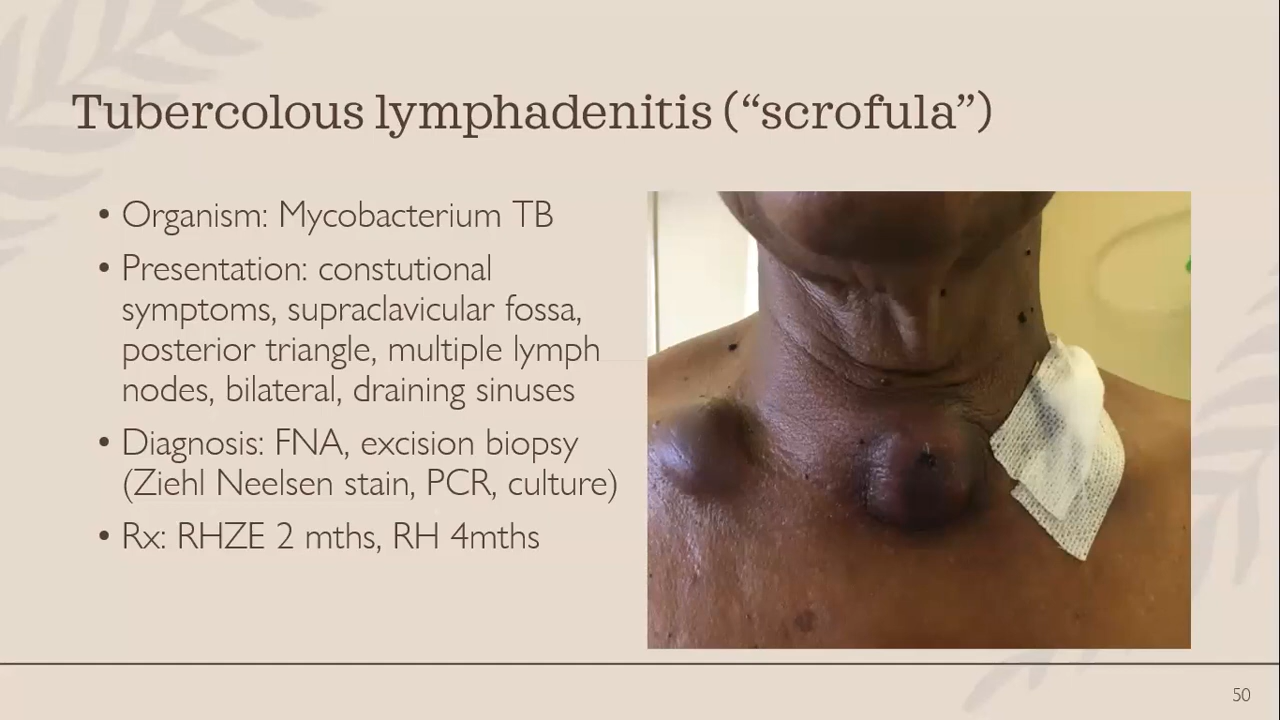 Tubercolous lymphadenitis (“scrofula”)
• Organism: Mycobacterium TB
• Presentation: constutional
symptoms, supraclavicular fossa,
posterior triangle, multiple lymph
nodes, bilateral, draining sinuses
• Diagnosis: FNA, excision biopsy
(Ziehl Neelsen stain, PCR, culture)
• Rx: RHZE 2 mths, RH 4mths
50